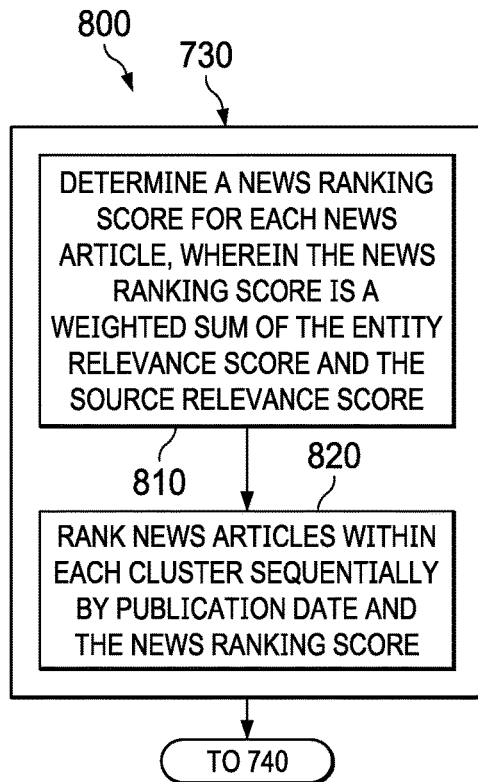 800
730
DETERMINE A NEWS RANKING
SCORE FOR EACH NEWS
ARTICLE, WHEREIN THE NEWS
RANKING SCORE IS A
WEIGHTED SUM OF THE ENTITY
RELEVANCE SCORE AND THE
SOURCE RELEVANCE SCORE
810
820
RANK NEWS ARTICLES WITHIN
EACH CLUSTER SEQUENTIALLY
BY PUBLICATION DATE AND
THE NEWS RANKING SCORE
TO 740